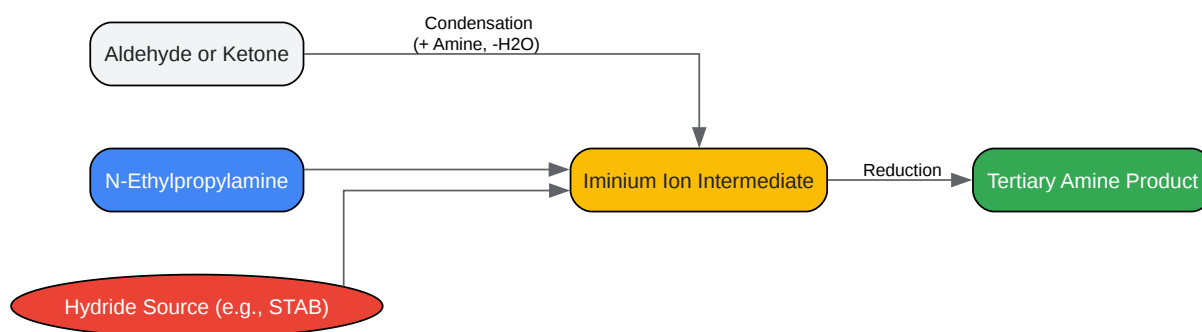 Condensation
(+ Amine, -H2O)
Aldehyde or Ketone
N-Ethylpropylamine
Iminium Ion Intermediate
Reduction
Tertiary Amine Product
Hydride Source (e.g., STAB)